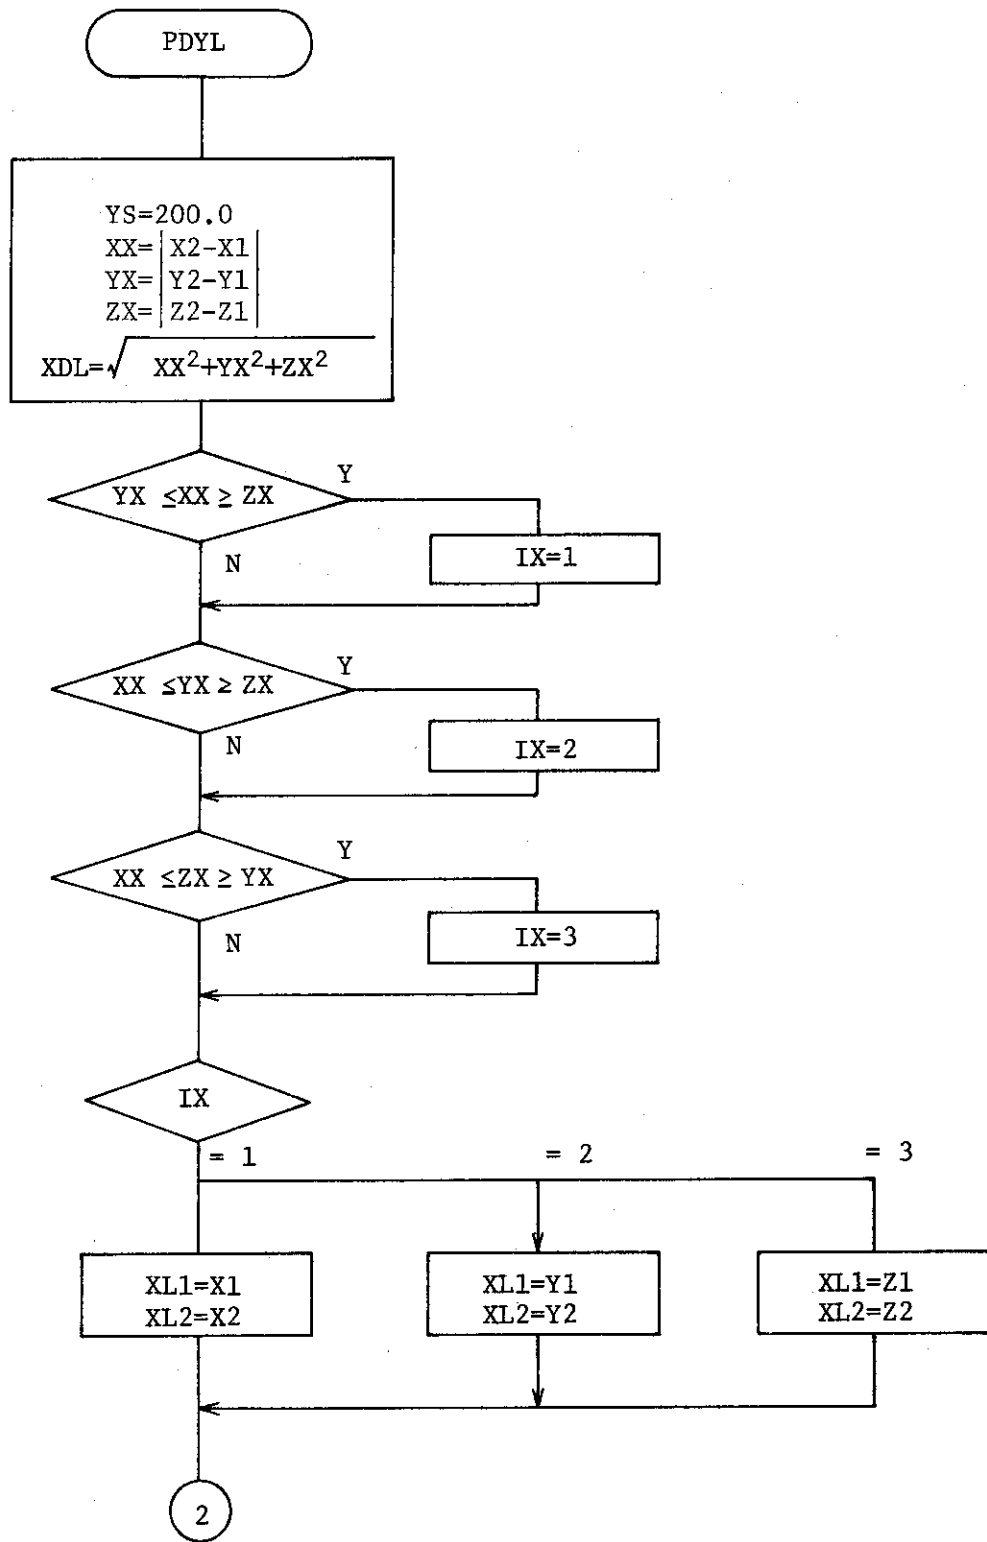 PDYL
YS=200.0
XX=|X2-X1|
YX=|Y2-Y1|
ZX=|Z2-Z1|
XDL=√XX²+YX²+ZX²
YX ≤XX ≥ ZX
Y
IX=1
N
XX ≤YX ≥ ZX
Y
IX=2
N
XX ≤ZX ≥ YX
Y
IX=3
N
IX
= 1
= 2
= 3
XL1=X1
XL2=X2
XL1=Y1
XL2=Y2
XL1=Z1
XL2=Z2
2